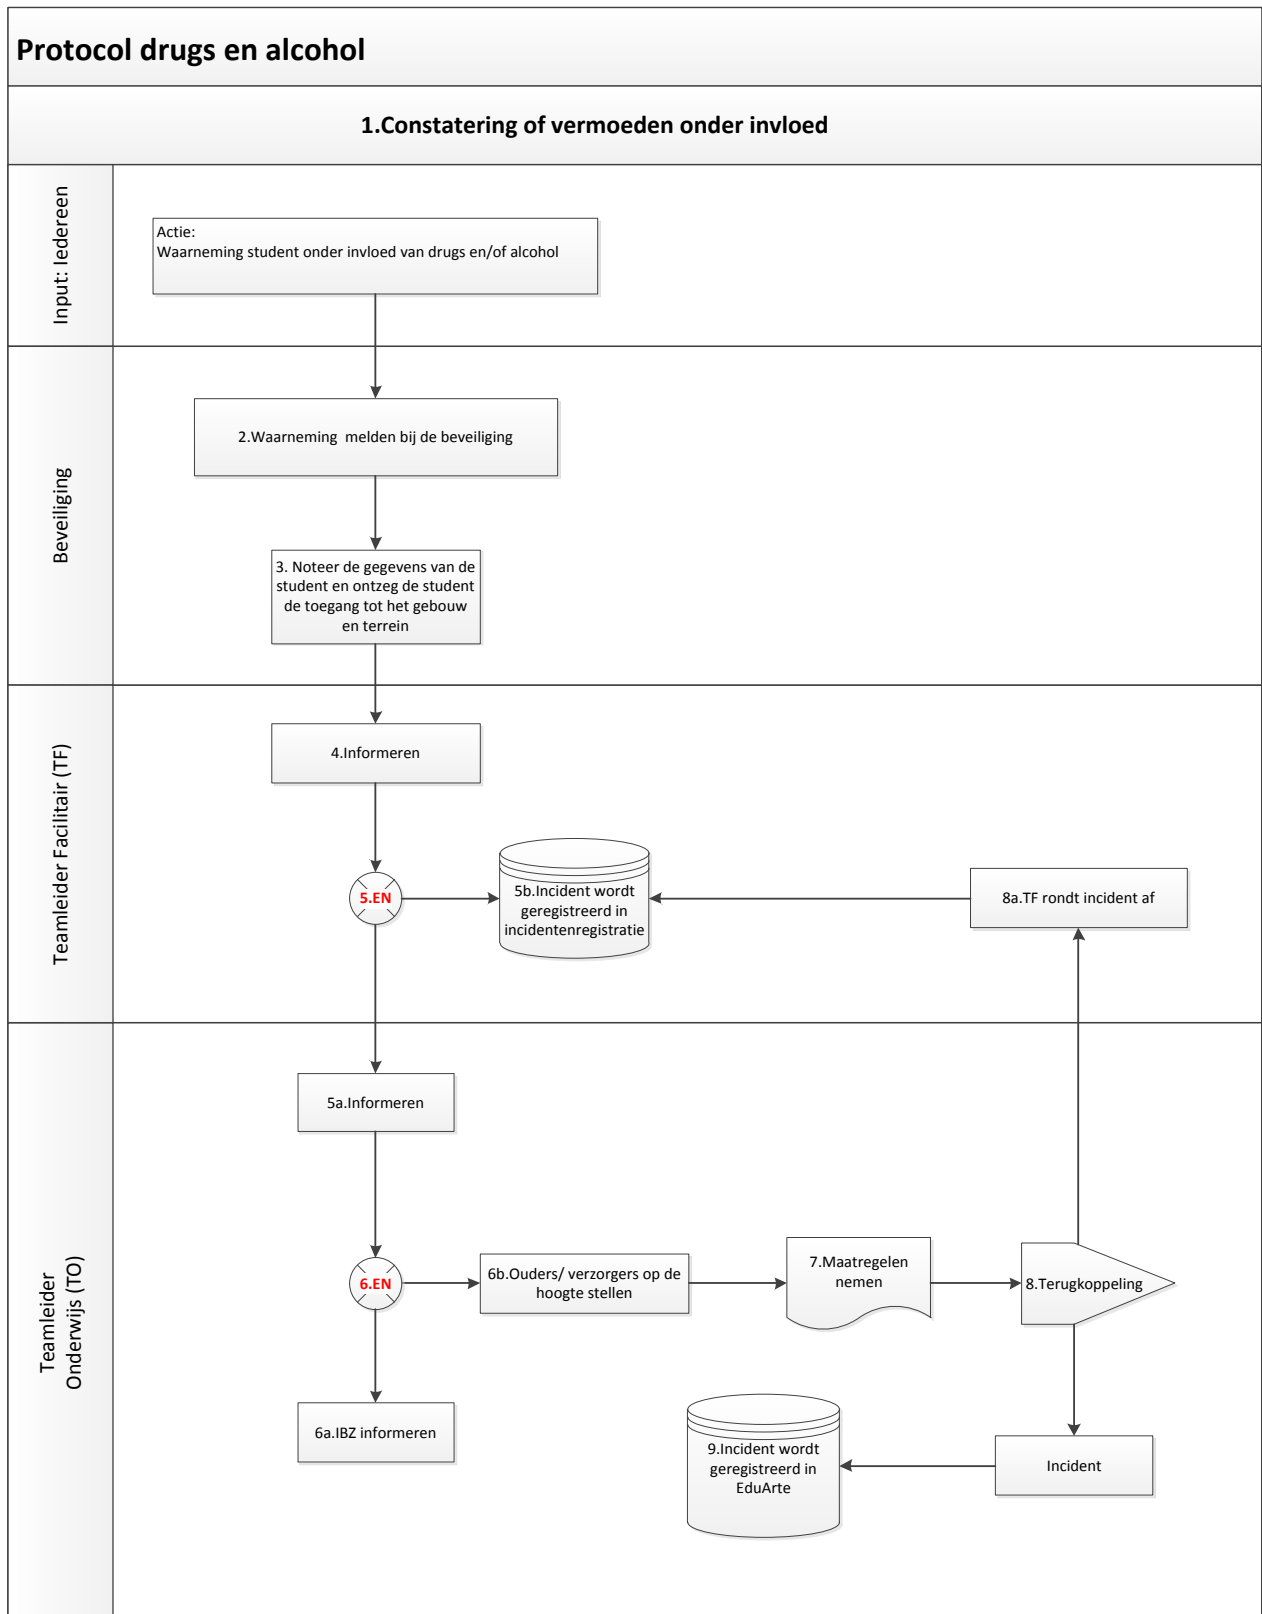 Protocol drugs en alcohol
1.Constatering of vermoeden onder invloed
Input: Iedereen
Actie:
Waarneming student onder invloed van drugs en/of alcohol
Beveiliging
2.Waarneming  melden bij de beveiliging
3. Noteer de gegevens van de
student en ontzeg de student
de toegang tot het gebouw
en terrein
Teamleider Facilitair (TF)
4.Informeren
5.EN
5b.Incident wordt
geregistreerd in
incidentenregistratie
8a.TF rondt incident af
Teamleider
Onderwijs (TO)
5a.Informeren
6.EN
6b.Ouders/ verzorgers op de
hoogte stellen
7.Maatregelen
nemen
8.Terugkoppeling
6a.IBZ informeren
9.Incident wordt
geregistreerd in
EduArte
Incident